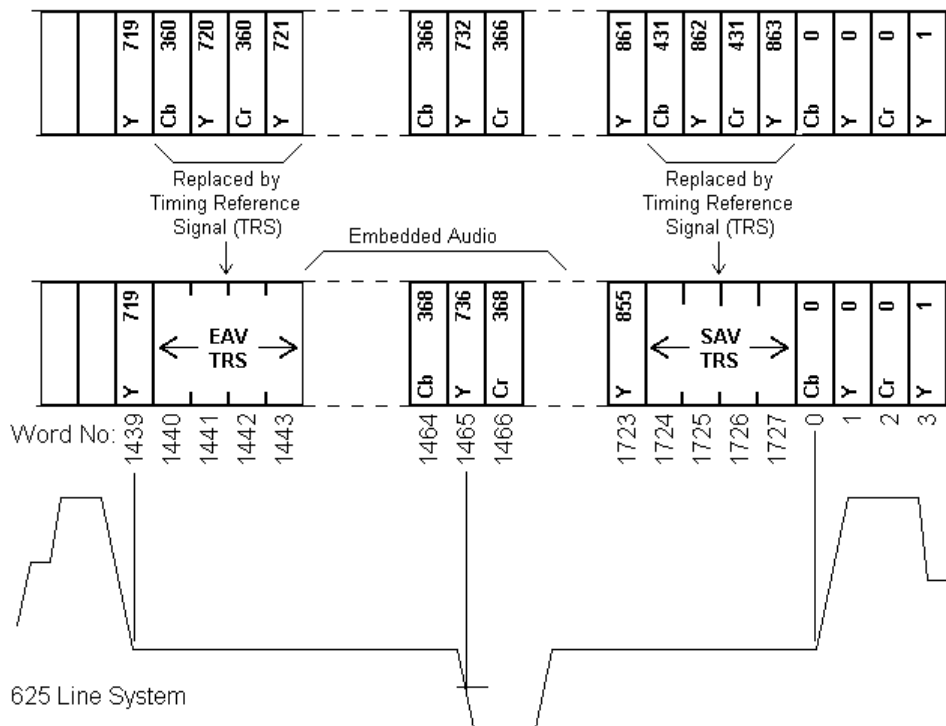 719 360 720 360 721 366 732 366 861 431 862 431 863 0 0 0 1
Y Cb Y Cr Y Cb Y Cr Y Cb Y Cr Y Cb Y Cr Y
Replaced by
Timing Reference
Signal (TRS)
Replaced by
Timing Reference
Signal (TRS)
Embedded Audio
719 368 736 368 855 0 0 0 1
EAV
TRS
SAV
TRS
Y Cb Y Cr Y Cb Y Cr Y
Word No: 1439 1440 1441 1442 1443 1464 1465 1466 1723 1724 1725 1726 1727 0 1 2 3
625 Line System